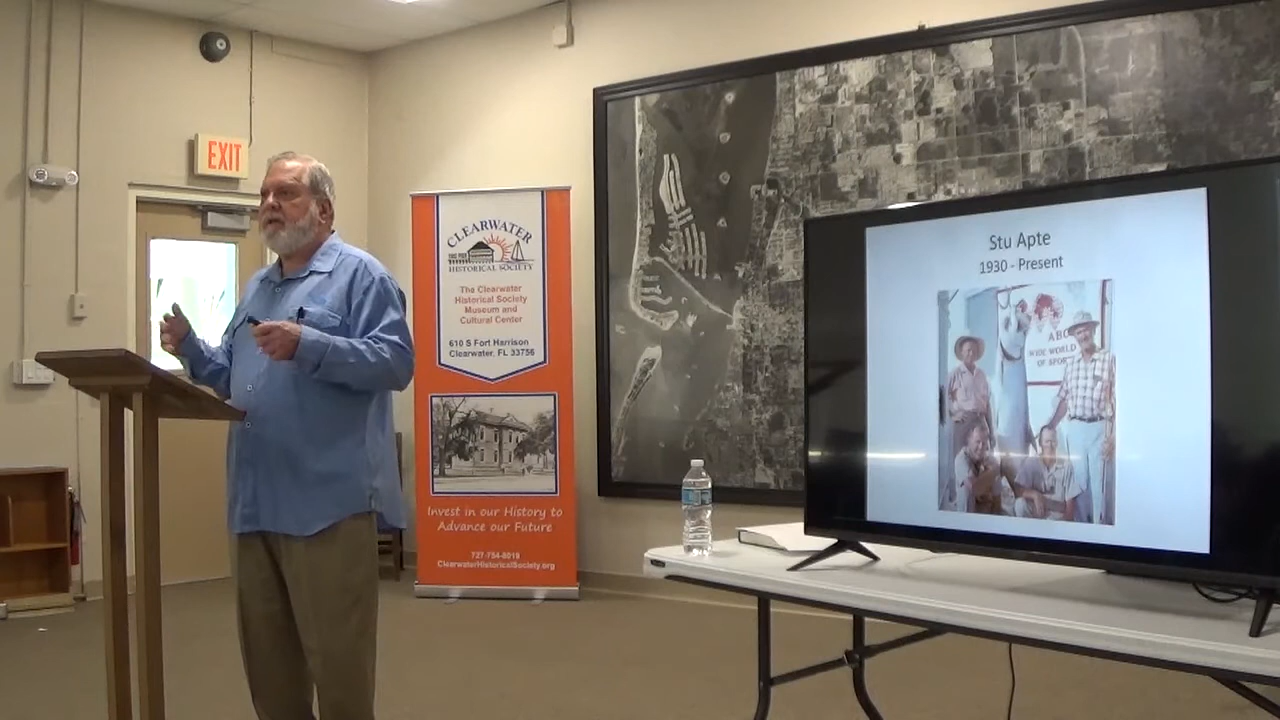 EXIT
CLEARWATER
HISTORICAL SOCIETY
The Clearwater
Historical Society
Museum and
Cultural Center
610 S Fort Harrison
Clearwater, FL 33756
Invest in our History to
Advance our Future
727-754-8019
ClearwaterHistoricalSociety.org
Stu Apte
1930 - Present
ABC
WIDE WORLD
OF SPORTS